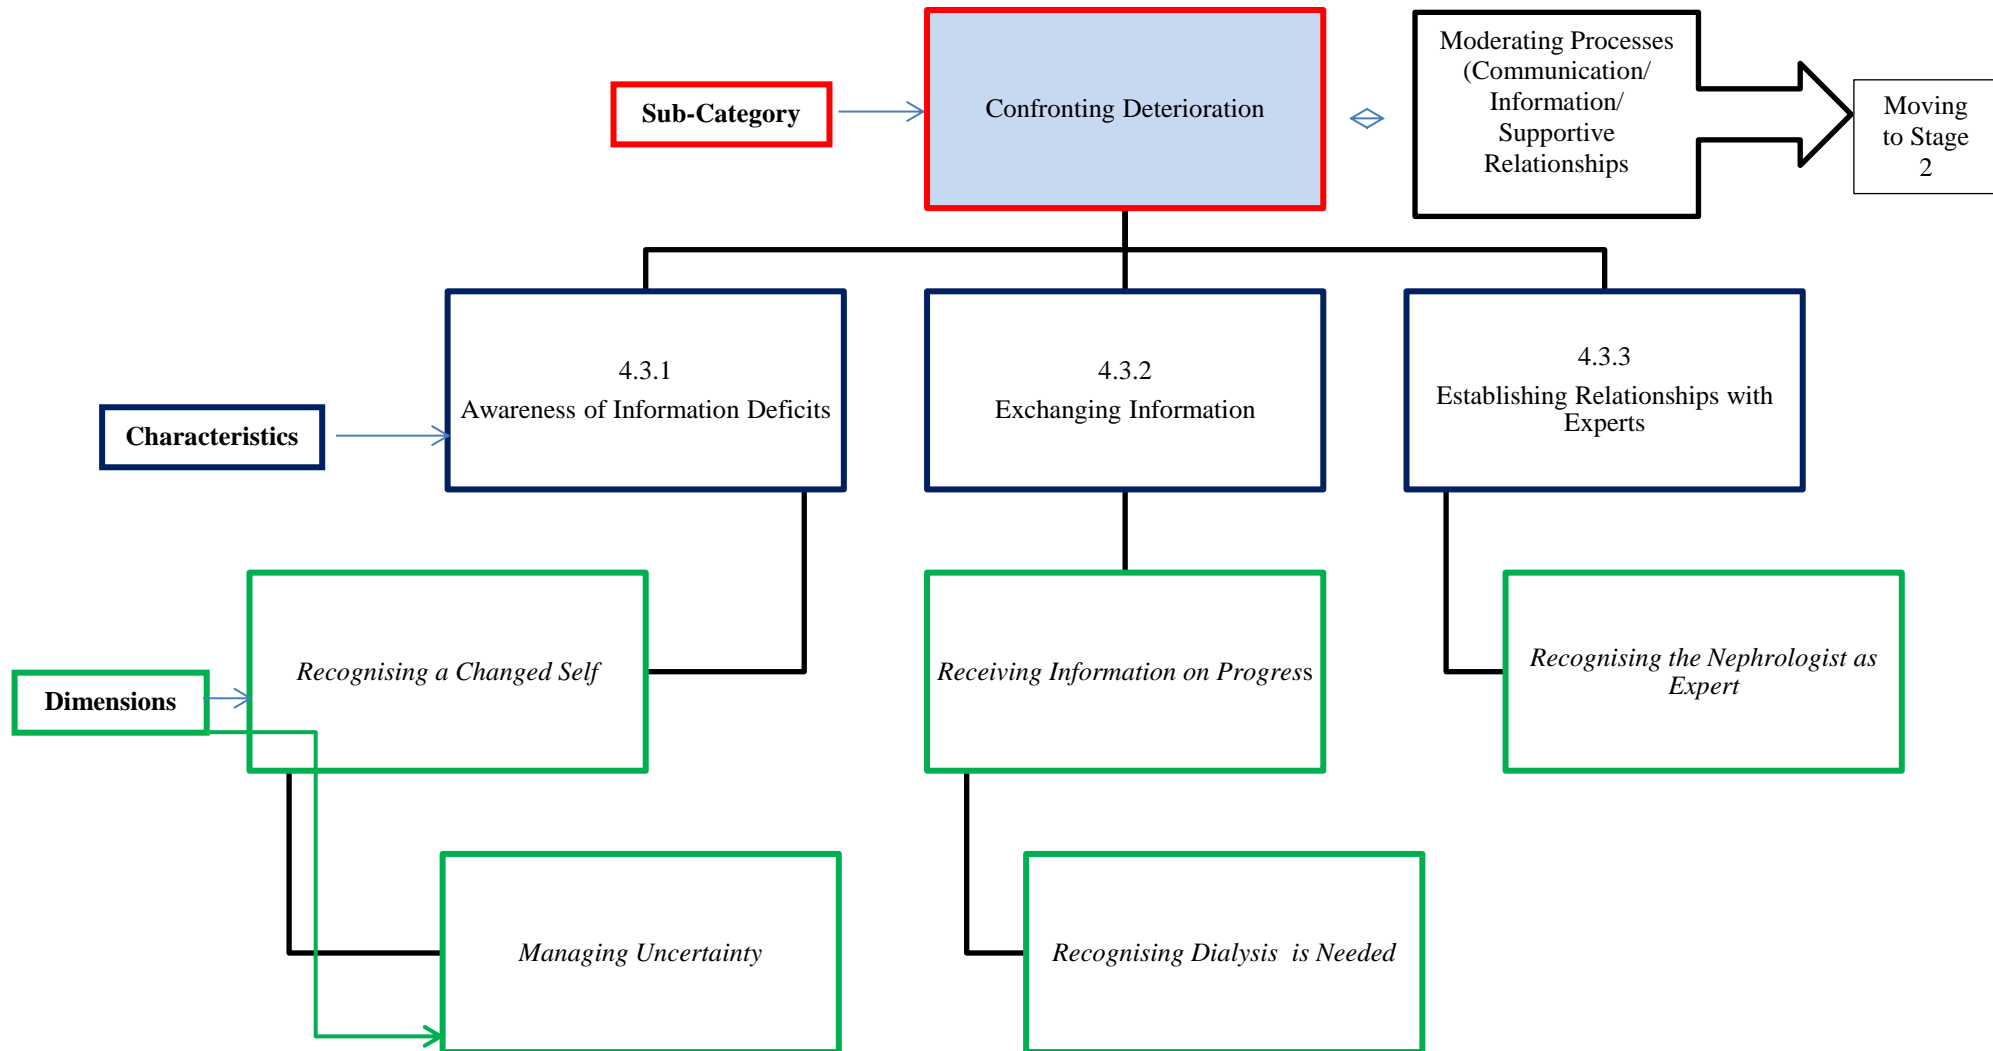 Sub-Category
Confronting Deterioration
Moderating Processes
(Communication/
Information/
Supportive
Relationships
Moving
to Stage
2
Characteristics
4.3.1
Awareness of Information Deficits
4.3.2
Exchanging Information
4.3.3
Establishing Relationships with
Experts
Dimensions
Recognising a Changed Self
Receiving Information on Progress
Recognising the Nephrologist as
Expert
Managing Uncertainty
Recognising Dialysis  is Needed